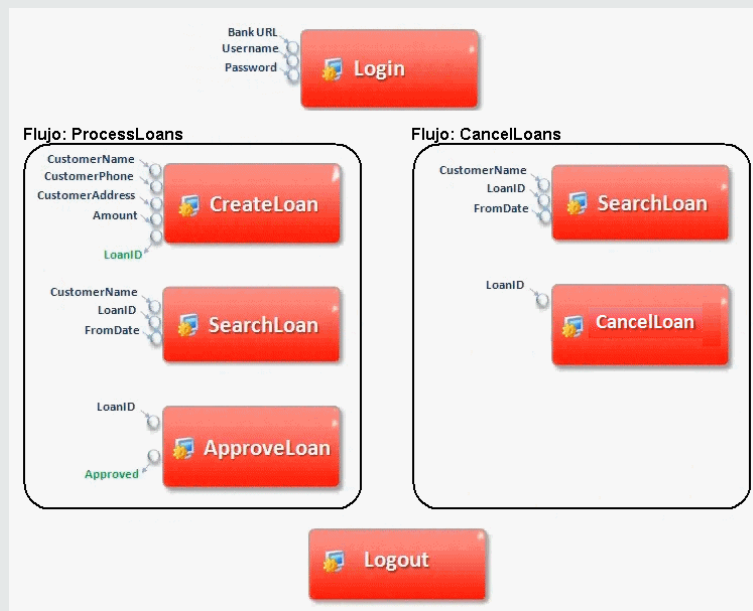 Bank URL
Username
Password
Login
Flujo: ProcessLoans
CustomerName
CustomerPhone
CustomerAddress
Amount
LoanID
CreateLoan
CustomerName
LoanID
FromDate
SearchLoan
LoanID
Approved
ApproveLoan
Flujo: CancelLoans
CustomerName
LoanID
FromDate
SearchLoan
LoanID
CancelLoan
Logout